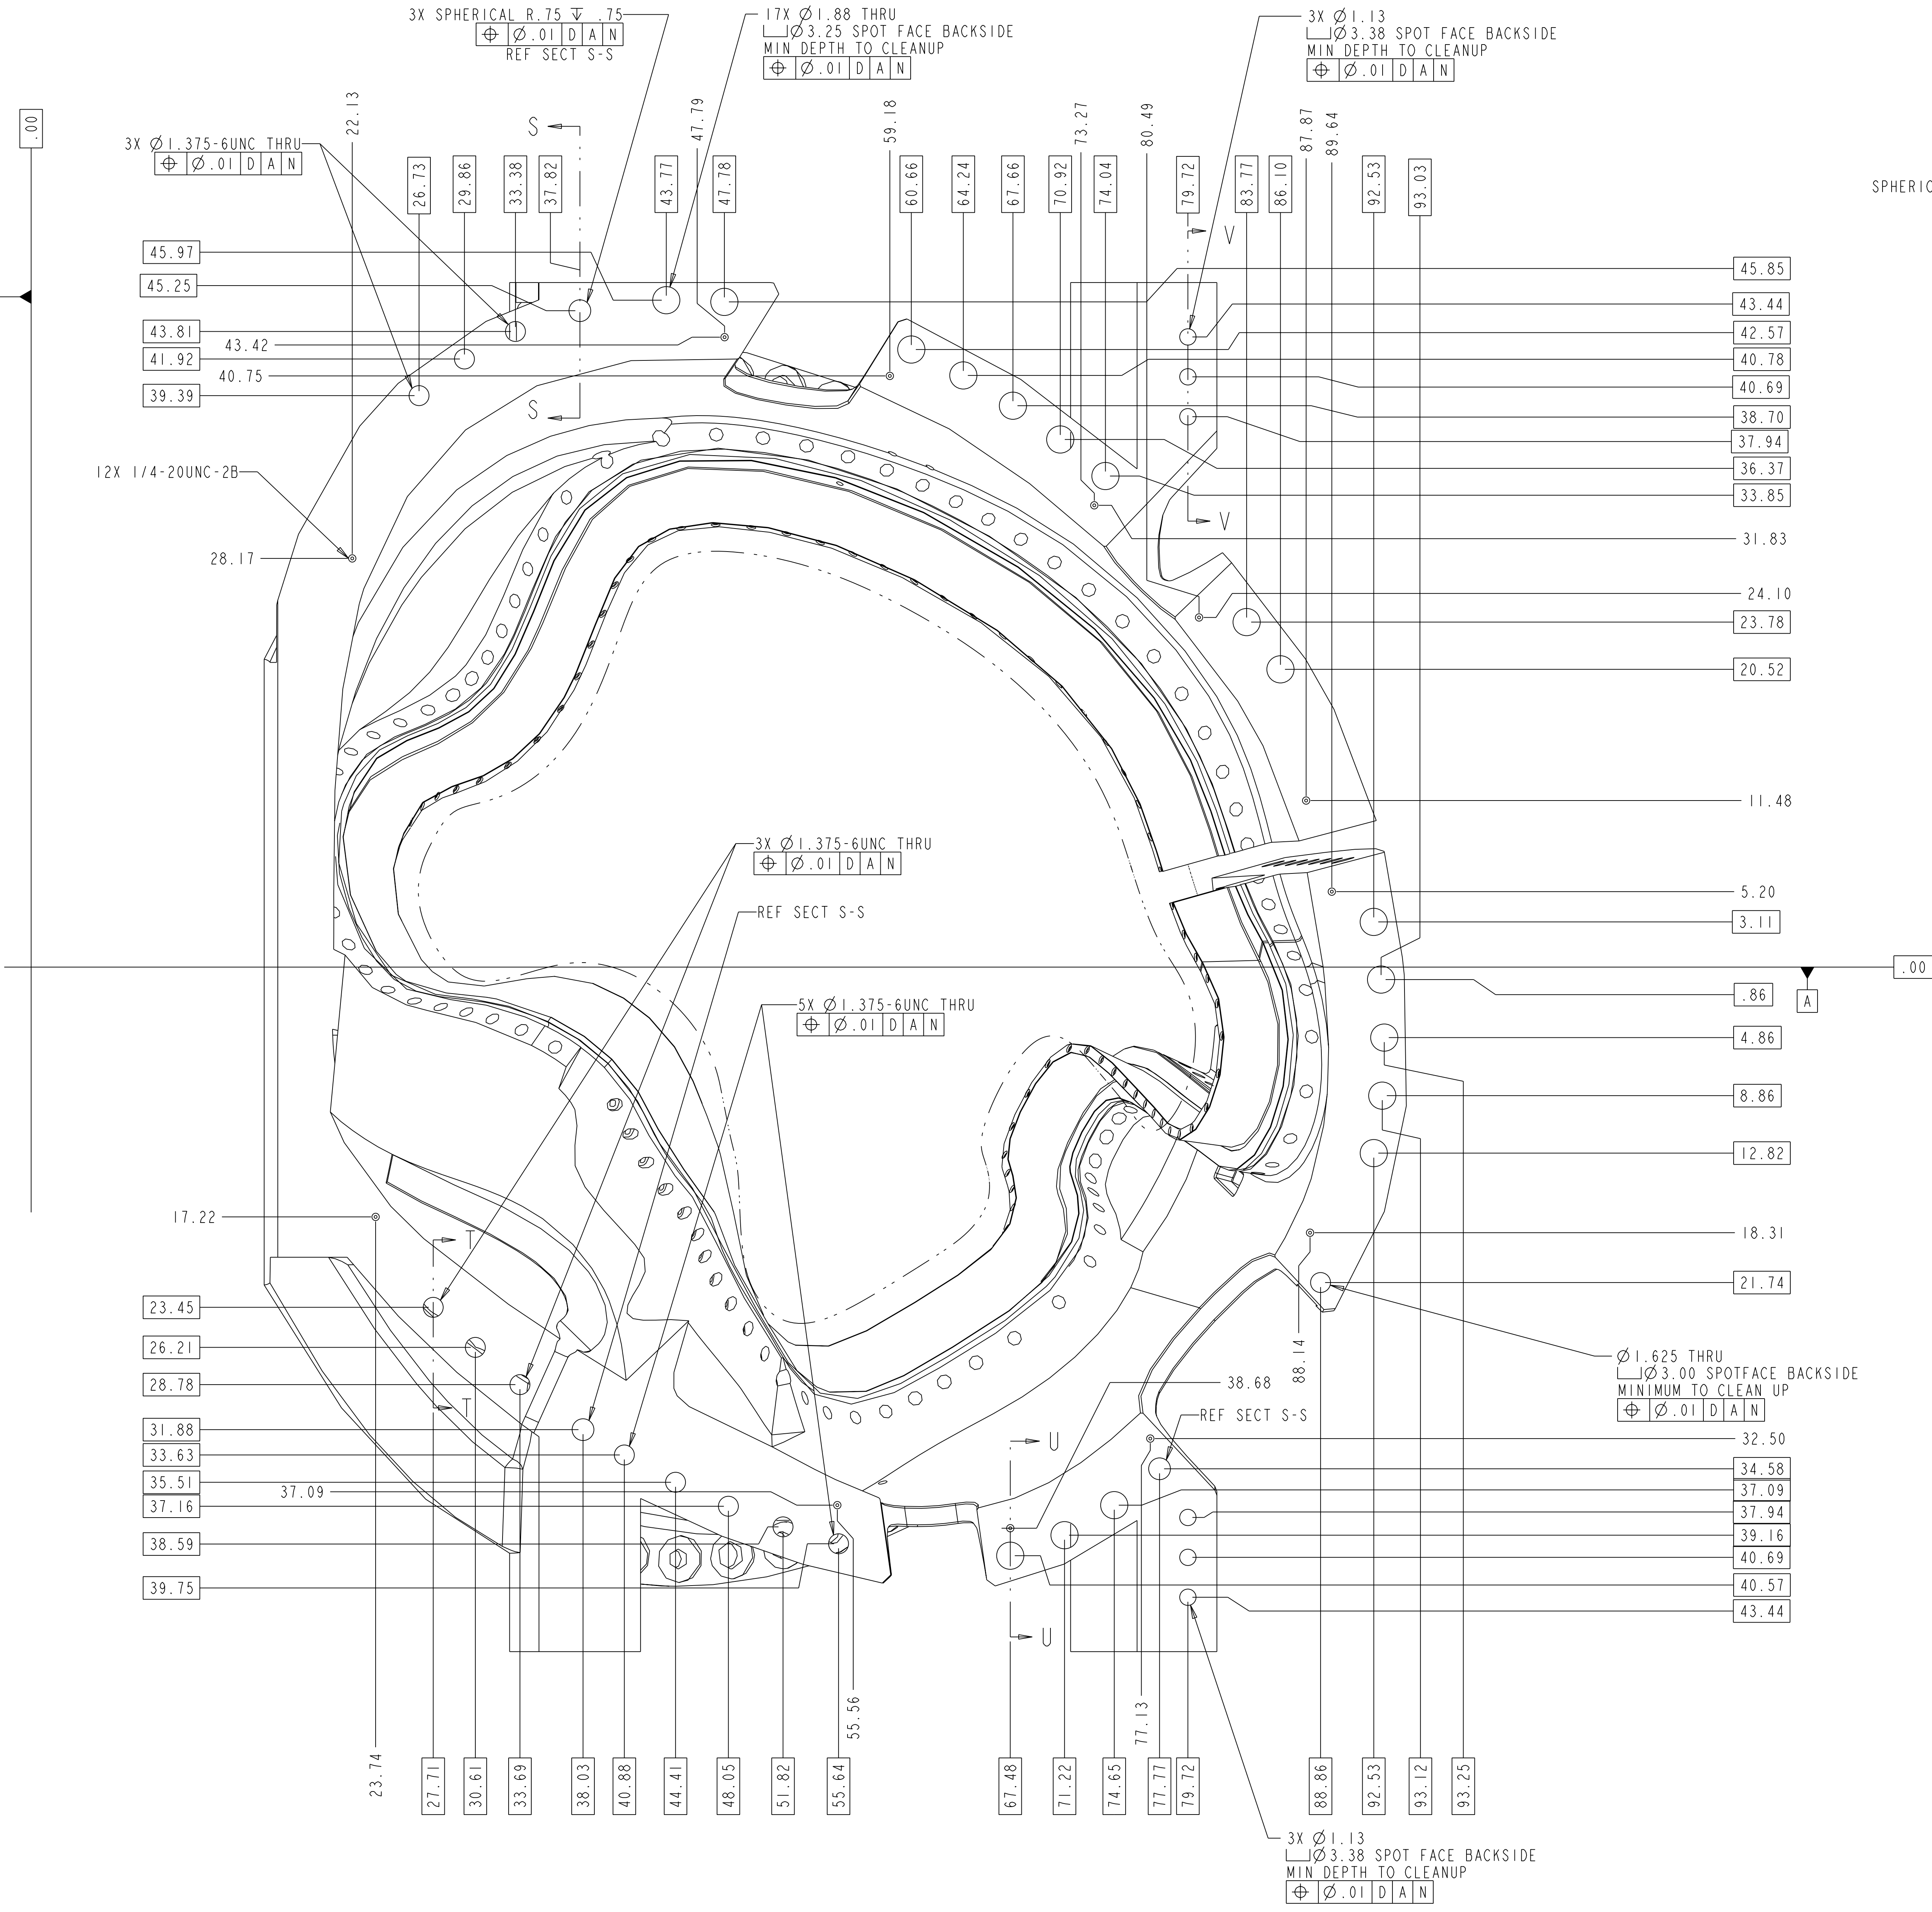 3X SPHERICAL R.75 ↧ .75
⌖ Ø.01 D A N
REF SECT S-S
17X Ø1.88 THRU
⌴Ø3.25 SPOT FACE BACKSIDE
MIN DEPTH TO CLEANUP
⌖ Ø.01 D A N
3X Ø1.13
⌴Ø3.38 SPOT FACE BACKSIDE
MIN DEPTH TO CLEANUP
⌖ Ø.01 D A N
.00
3X Ø1.375-6UNC THRU
⌖ Ø.01 D A N
22.13
26.73
29.86
33.38
37.82
S
43.77
47.79
47.78
59.18
60.66
64.24
67.66
70.92
73.27
74.04
80.49
79.72
83.77
86.10
87.87
89.64
92.53
93.03
SPHERIC
V
45.97
45.25
43.81
43.42
41.92
40.75
39.39
S
12X 1/4-20UNC-2B
28.17
45.85
43.44
42.57
40.78
40.69
38.70
37.94
36.37
33.85
V
31.83
24.10
23.78
20.52
11.48
5.20
3.11
.00
A
.86
4.86
8.86
12.82
18.31
21.74
3X Ø1.375-6UNC THRU
⌖ Ø.01 D A N
REF SECT S-S
5X Ø1.375-6UNC THRU
⌖ Ø.01 D A N
17.22
T
23.45
26.21
28.78
T
31.88
33.63
35.51
37.09
37.16
38.59
39.75
38.68
88.14
REF SECT S-S
U
U
Ø1.625 THRU
⌴Ø3.00 SPOTFACE BACKSIDE
MINIMUM TO CLEAN UP
⌖ Ø.01 D A N
32.50
34.58
37.09
37.94
39.16
40.69
40.57
43.44
23.74
27.71
30.61
33.69
38.03
40.88
44.41
48.05
51.82
55.56
55.64
67.48
71.22
74.65
77.13
77.77
79.72
88.86
92.53
93.12
93.25
3X Ø1.13
⌴Ø3.38 SPOT FACE BACKSIDE
MIN DEPTH TO CLEANUP
⌖ Ø.01 D A N